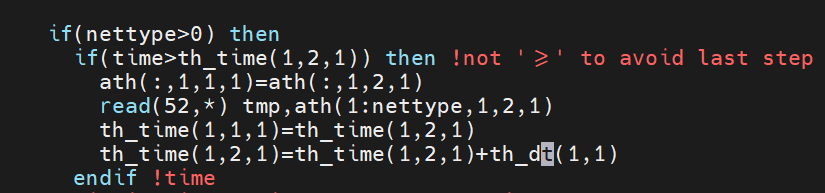 if(nettype>0) then
if(time>th_time(1,2,1)) then !not '⩾' to avoid last step
ath(:,1,1,1)=ath(:,1,2,1)
read(52,*) tmp,ath(1:nettype,1,2,1)
th_time(1,1,1)=th_time(1,2,1)
th_time(1,2,1)=th_time(1,2,1)+th_dt(1,1)
endif !time